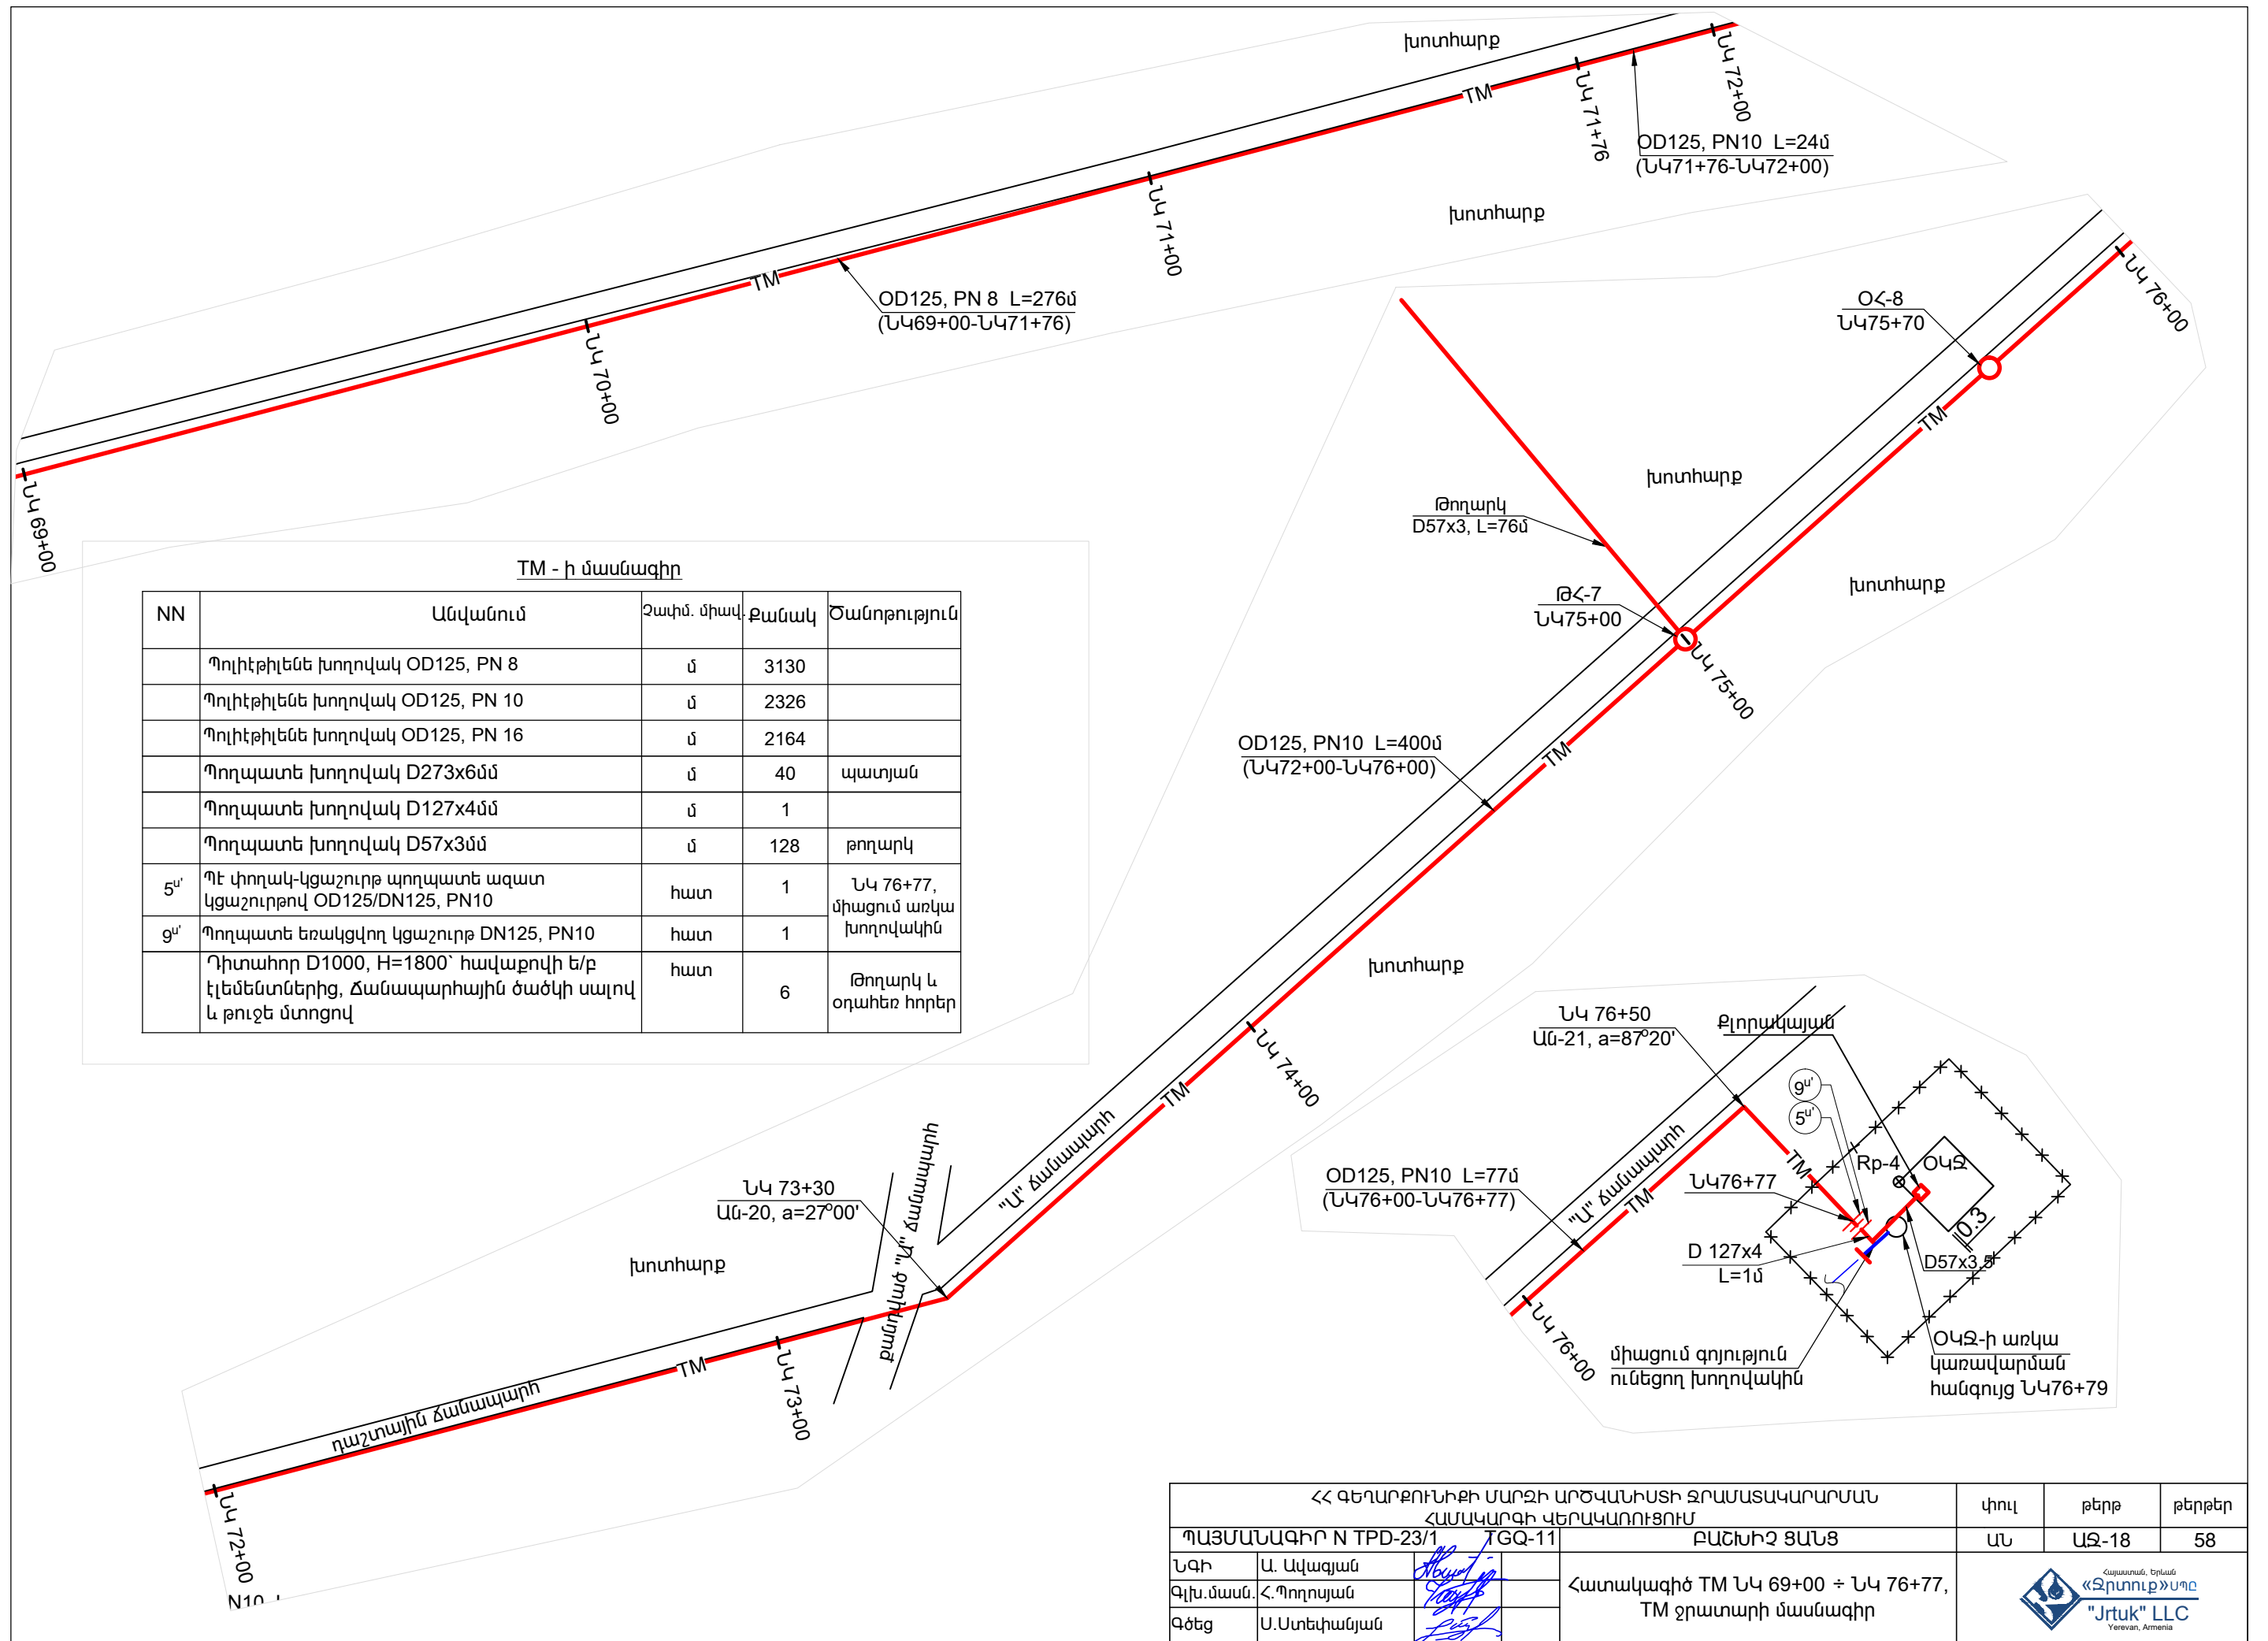 խոտհարք
ՆԿ 72+00
ՆԿ 71+76
TM
OD125, PN10 L=24մ
(ՆԿ71+76-ՆԿ72+00)
ՆԿ 71+00
խոտհարք
TM
OD125, PN 8 L=276մ
(ՆԿ69+00-ՆԿ71+76)
ՆԿ 70+00
ՆԿ 69+00
ՕՀ-8
ՆԿ75+70
ՆԿ 76+00
TM
խոտհարք
Թողարկ
D57x3, L=76մ
ԹՀ-7
ՆԿ75+00
խոտհարք
ՆԿ 75+00
OD125, PN10 L=400մ
(ՆԿ72+00-ՆԿ76+00)
TM
խոտհարք
ՆԿ 74+00
TM
TM - ի մասնագիր
NN Անվանում Չափմ. միավ. Քանակ Ծանոթություն
Պոլիէթիլենե խողովակ OD125, PN 8 մ 3130
Պոլիէթիլենե խողովակ OD125, PN 10 մ 2326
Պոլիէթիլենե խողովակ OD125, PN 16 մ 2164
Պողպատե խողովակ D273x6մմ մ 40 պատյան
Պողպատե խողովակ D127x4մմ մ 1
Պողպատե խողովակ D57x3մմ մ 128 թողարկ
5ս' Պէ փողակ-կցաշուրթ պողպատե ազատ
կցաշուրթով OD125/DN125, PN10 հատ 1
ՆԿ 76+77,
միացում առկա
խողովակին
9ս' Պողպատե եռակցվող կցաշուրթ DN125, PN10 հատ 1
Դիտահոր D1000, H=1800՝ հավաքովի ե/բ
էլեմենտներից, Ճանապարհային ծածկի սալով
և թուջե մտոցով
հատ 6
Թողարկ և
օդահեռ հորեր
"Ա" ճանապարհ
բանուկ "Ա" ճանապարհ
ՆԿ 73+30
Ան-20, a=27°00'
խոտհարք
TM
ՆԿ 73+00
դաշտային ճանապարհ
ՆԿ 72+00
N10
ՆԿ 76+50
Ան-21, a=87°20'
Քլորակայան
9ս'
5ս'
"Ա" ճանապարհ
TM
TM
Rp-4
ՕԿՋ
OD125, PN10 L=77մ
(ՆԿ76+00-ՆԿ76+77)
ՆԿ76+77
0.3
D 127x4
L=1մ
D57x3.5
ՆԿ 76+00
միացում գոյություն
ունեցող խողովակին
ՕԿՋ-ի առկա
կառավարման
հանգույց ՆԿ76+79
ՀՀ ԳԵՂԱՐՔՈՒՆԻՔԻ ՄԱՐԶԻ ԱՐԾՎԱՆԻՍՏԻ ՋՐԱՄԱՏԱԿԱՐԱՐՄԱՆ
ՀԱՄԱԿԱՐԳԻ ՎԵՐԱԿԱՌՈՒՑՈՒՄ
փուլ թերթ թերթեր
ՊԱՅՄԱՆԱԳԻՐ N TPD-23/1 TGQ-11 ԲԱՇԽԻՉ ՑԱՆՑ ԱՆ ԱՋ-18 58
ՆԳԻ Ա. Ավագյան
Գլխ.մասն. Հ.Պողոսյան
Գծեց Ս.Ստեփանյան
Հատակագիծ TM ՆԿ 69+00 ÷ ՆԿ 76+77,
TM ջրատարի մասնագիր
Հայաստան, Երևան
«Ջրտուք» ՍՊԸ
"Jrtuk" LLC
Yerevan, Armenia